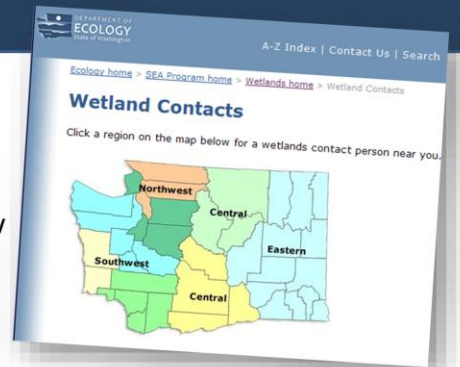 DEPARTMENT OF
ECOLOGY
State of Washington
A-Z Index | Contact Us | Search
Ecology home > SEA Program home > Wetlands home > Wetland Contacts
Wetland Contacts
Click a region on the map below for a wetlands contact person near you.
Northwest
Central
Eastern
Southwest
Central
y